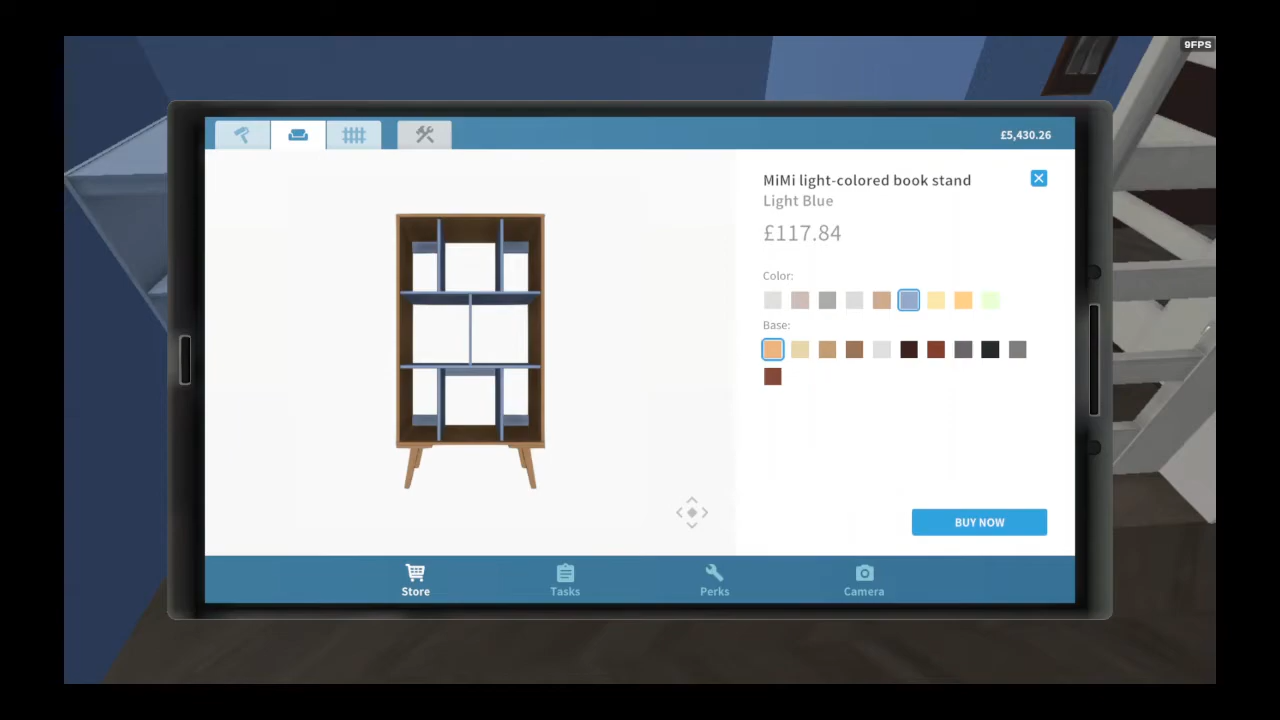 9FPS
£5,430.26
MiMi light-colored book stand
Light Blue
£117.84
Color:
Base:
BUY NOW
Store
Tasks
Perks
Camera